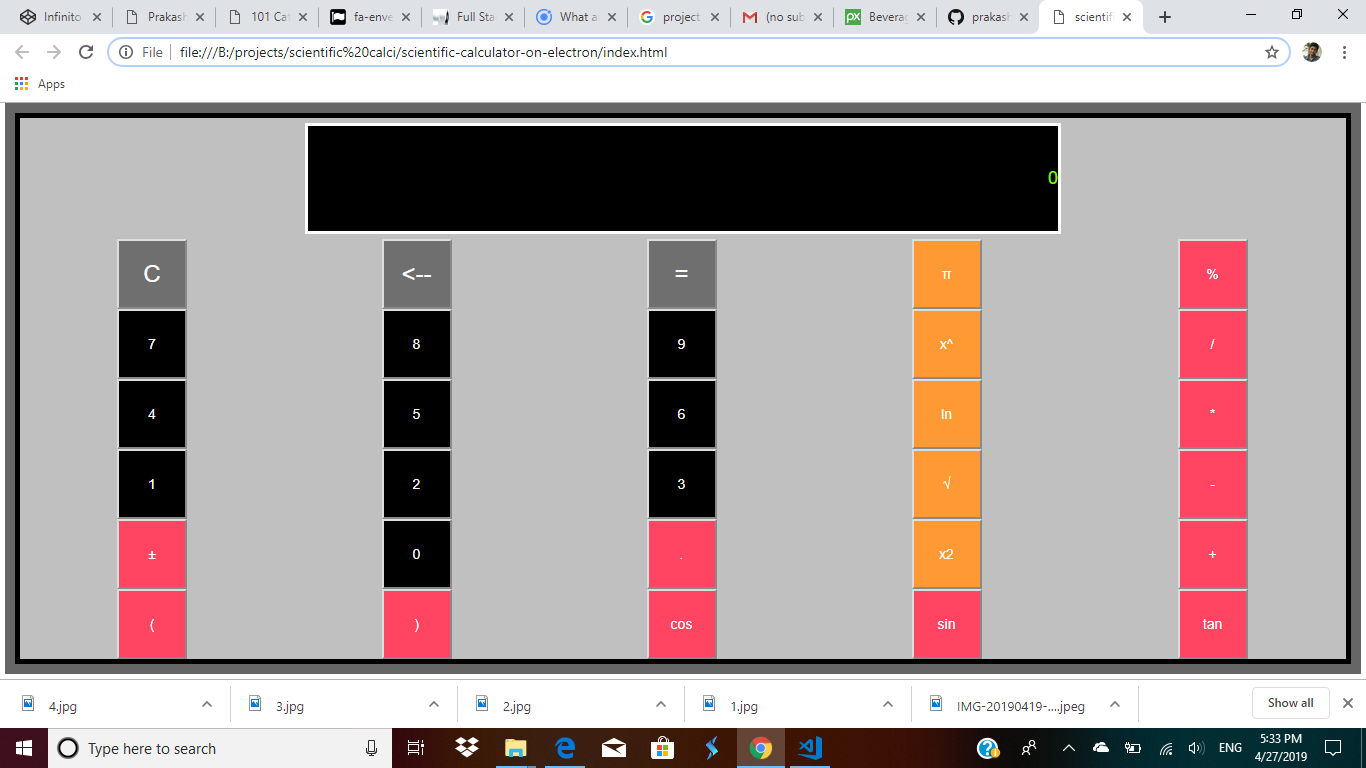 Infinito
Prakash
101 Cat
fa-enve
Full Sta
What a
project
(no sub
Beverag
prakash
scientifi
File
file:///B:/projects/scientific%20calci/scientific-calculator-on-electron/index.html
Apps
0
C <-- = π %
7 8 9 x^ /
4 5 6 ln *
1 2 3 √ -
± 0 . x2 +
( ) cos sin tan
4.jpg
3.jpg
2.jpg
1.jpg
IMG-20190419-....jpeg
Show all
Type here to search
ENG
5:33 PM
4/27/2019